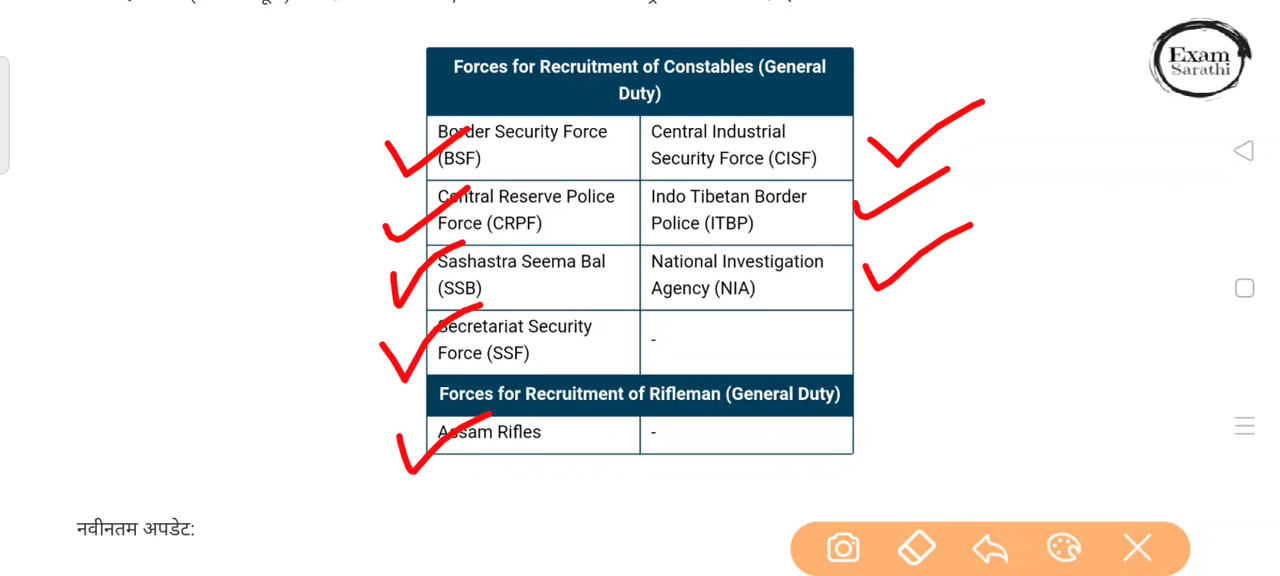 Exam
Sarathi
Forces for Recruitment of Constables (General
Duty)
Border Security Force
(BSF)
Central Industrial
Security Force (CISF)
Central Reserve Police
Force (CRPF)
Indo Tibetan Border
Police (ITBP)
Sashastra Seema Bal
(SSB)
National Investigation
Agency (NIA)
Secretariat Security
Force (SSF)
-
Forces for Recruitment of Rifleman (General Duty)
Assam Rifles
-
नवीनतम अपडेट: